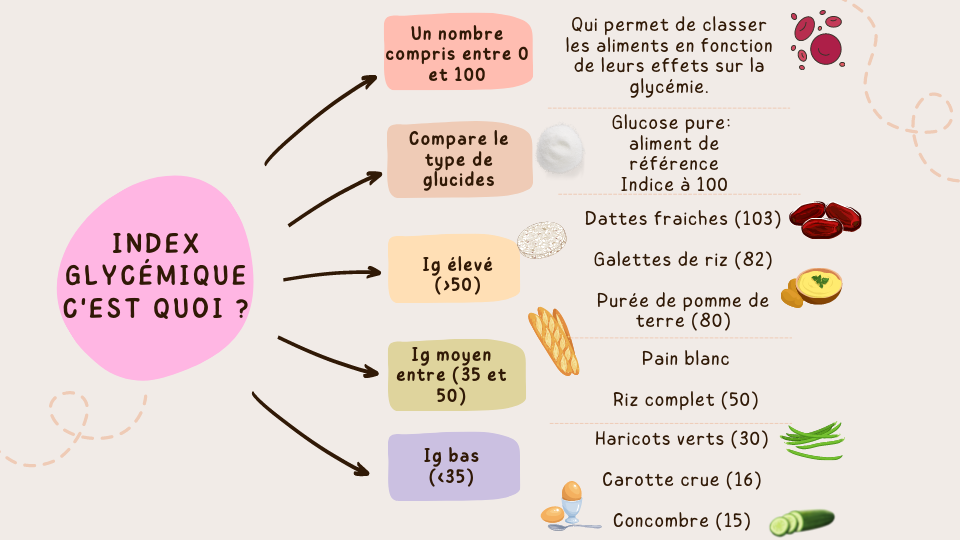 INDEX
GLYCÉMIQUE
C'EST QUOI ?
Un nombre
compris entre 0
et 100
Qui permet de classer
les aliments en fonction
de leurs effets sur la
glycémie.
Compare le
type de
glucides
Glucose pure:
aliment de
référence
Indice à 100
Ig élevé
(>50)
Dattes fraiches (103)
Galettes de riz (82)
Purée de pomme de
terre (80)
Ig moyen
entre (35 et
50)
Pain blanc
Riz complet (50)
Ig bas
(<35)
Haricots verts (30)
Carotte crue (16)
Concombre (15)